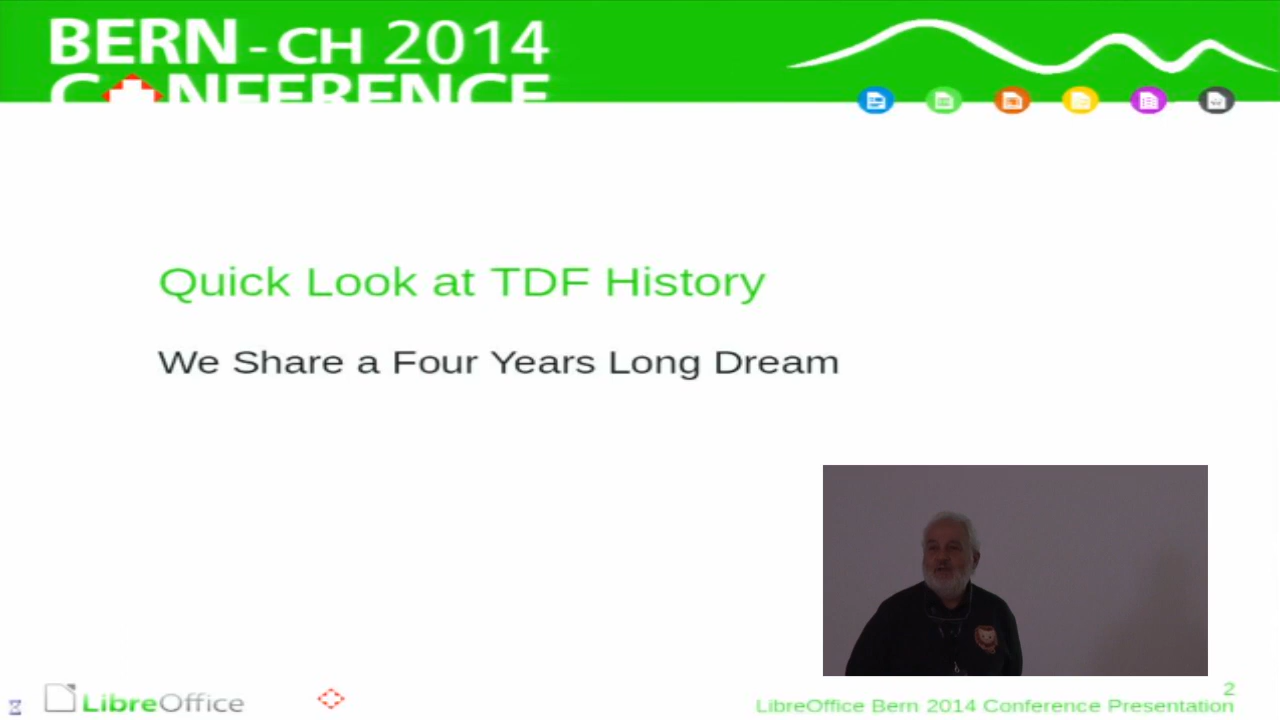 BERN - CH 2014
CONFERENCE
Quick Look at TDF History
We Share a Four Years Long Dream
2
LibreOffice
LibreOffice Bern 2014 Conference Presentation